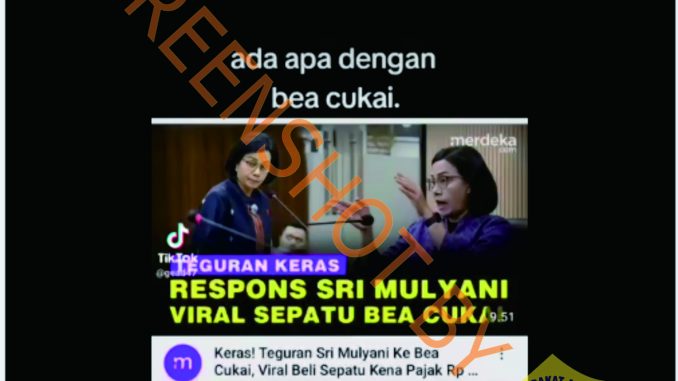 ada apa dengan
bea cukai.
merdeka
.com
TikTok
TEGURAN KERAS
RESPONS SRI MULYANI
VIRAL SEPATU BEA CUKAI
9:51
m
Keras! Teguran Sri Mulyani Ke Bea
Cukai, Viral Beli Sepatu Kena Pajak Rp ...
REENSHOT BY